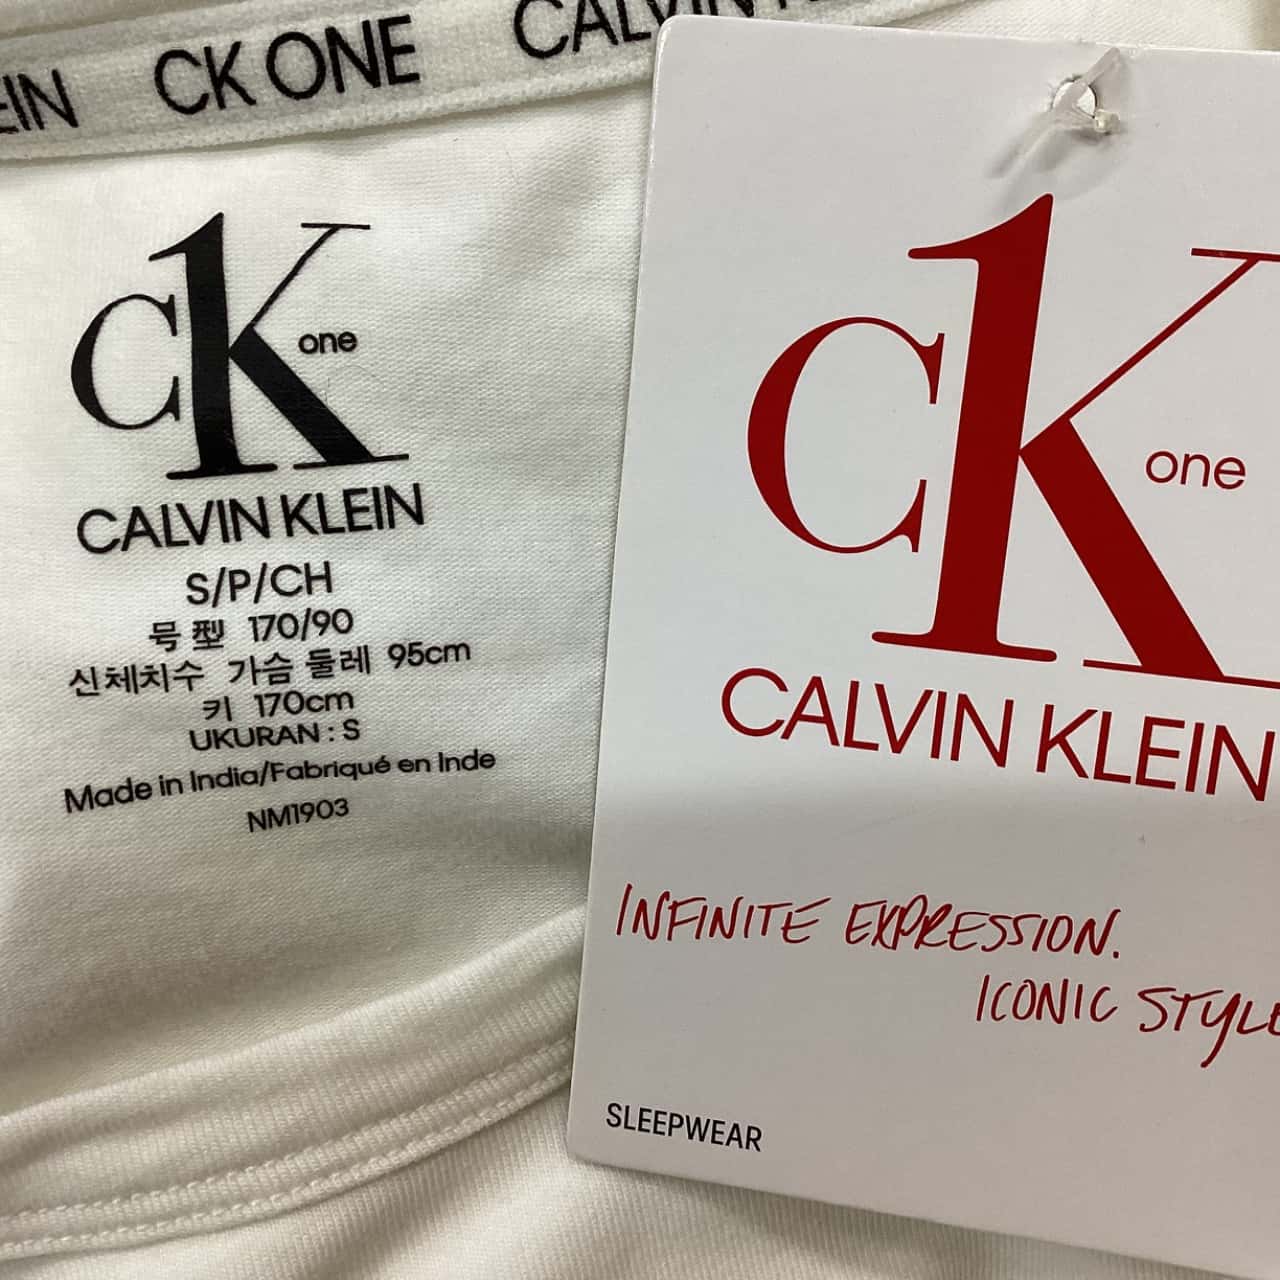 EIN CK ONE CALVIN K
cK one
CALVIN KLEIN
S/P/CH
号型 170/90
신체치수 가슴둘레 95cm
키 170cm
UKURAN : S
Made in India/Fabriqué en Inde
NM1903
cK one
CALVIN KLEIN
INFINITE EXPRESSION.
ICONIC STYLE
SLEEPWEAR